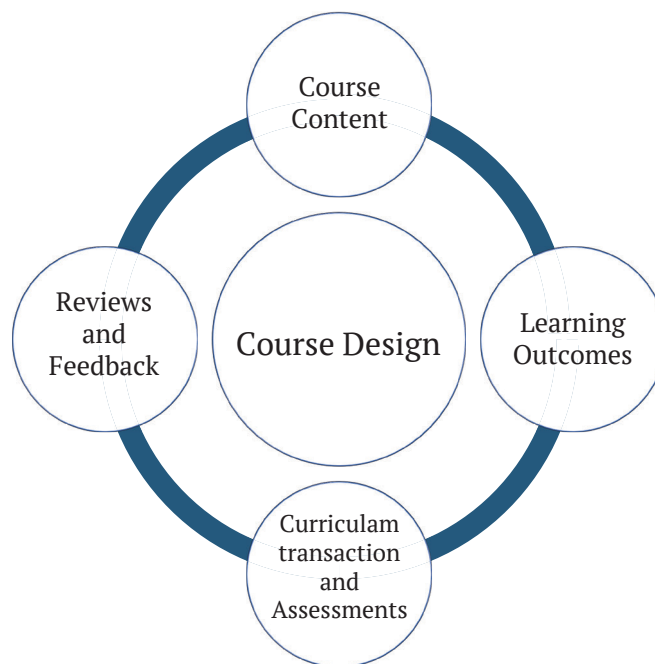 Course
Content
Reviews
and
Feedback
Course Design
Learning
Outcomes
Curriculam
transaction
and
Assessments